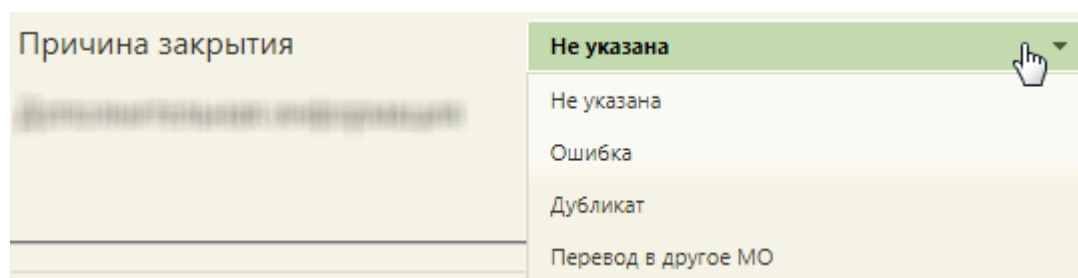 Причина закрытия
Не указана
Не указана
Ошибка
Дубликат
Перевод в другое МО